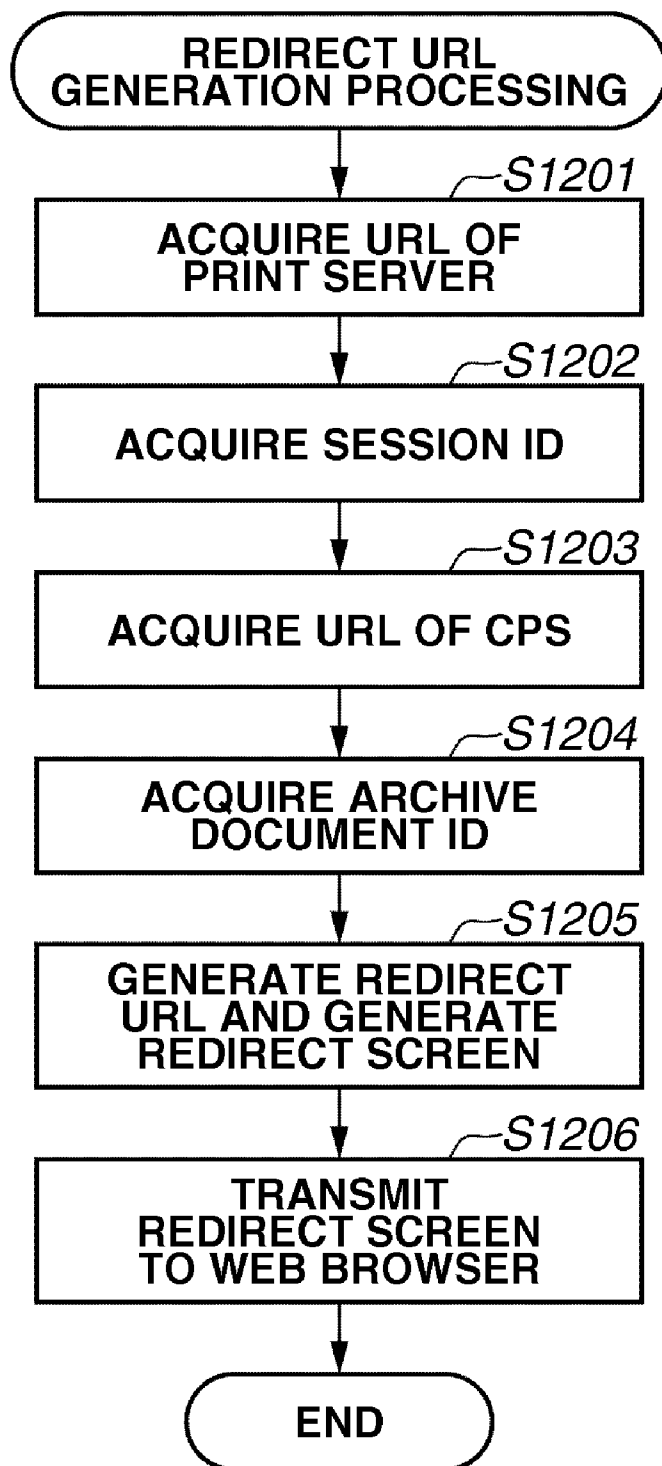 REDIRECT URL
GENERATION PROCESSING
S1201
ACQUIRE URL OF
PRINT SERVER
S1202
ACQUIRE SESSION ID
S1203
ACQUIRE URL OF CPS
S1204
ACQUIRE ARCHIVE
DOCUMENT ID
S1205
GENERATE REDIRECT
URL AND GENERATE
REDIRECT SCREEN
S1206
TRANSMIT
REDIRECT SCREEN
TO WEB BROWSER
END